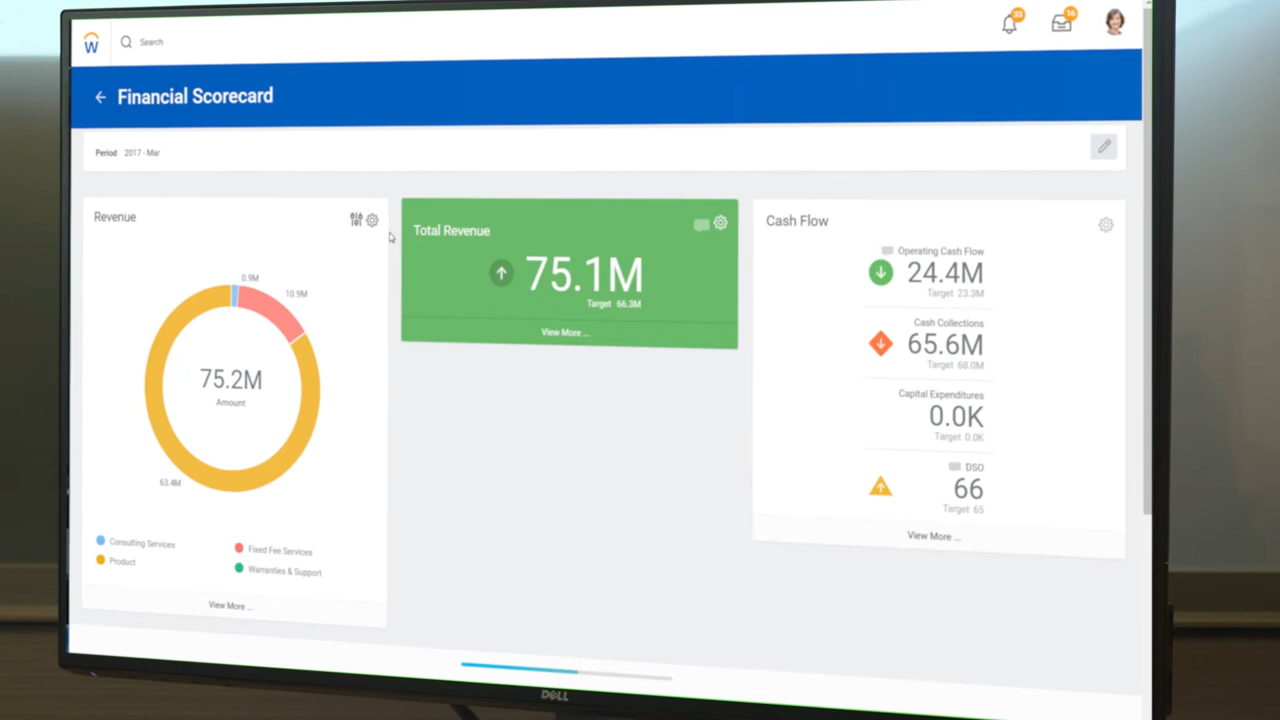 W
Search
33
16
Financial Scorecard
Period 2017 - Mar
Revenue
0.9M
10.9M
75.2M
Amount
63.4M
Consulting Services
Fixed Fee Services
Product
Warranties & Support
View More ...
Total Revenue
75.1M
Target 66.3M
View More ...
Cash Flow
Operating Cash Flow
24.4M
Target 23.3M
Cash Collections
65.6M
Target 68.0M
Capital Expenditures
0.0K
Target 0.0K
DSO
66
Target 65
View More ...
DELL